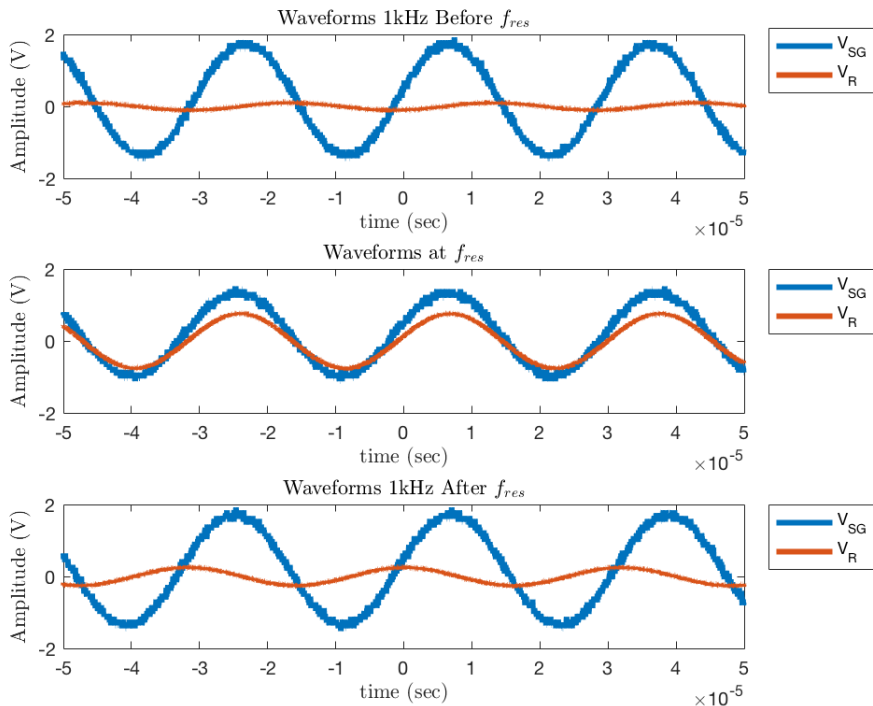 Waveforms 1kHz Before f_res
Amplitude (V)
2
0
-2
-5 -4 -3 -2 -1 0 1 2 3 4 5
time (sec)
×10^-5
V_SG
V_R
Waveforms at f_res
Amplitude (V)
2
0
-2
-5 -4 -3 -2 -1 0 1 2 3 4 5
time (sec)
×10^-5
V_SG
V_R
Waveforms 1kHz After f_res
Amplitude (V)
2
0
-2
-5 -4 -3 -2 -1 0 1 2 3 4 5
time (sec)
×10^-5
V_SG
V_R